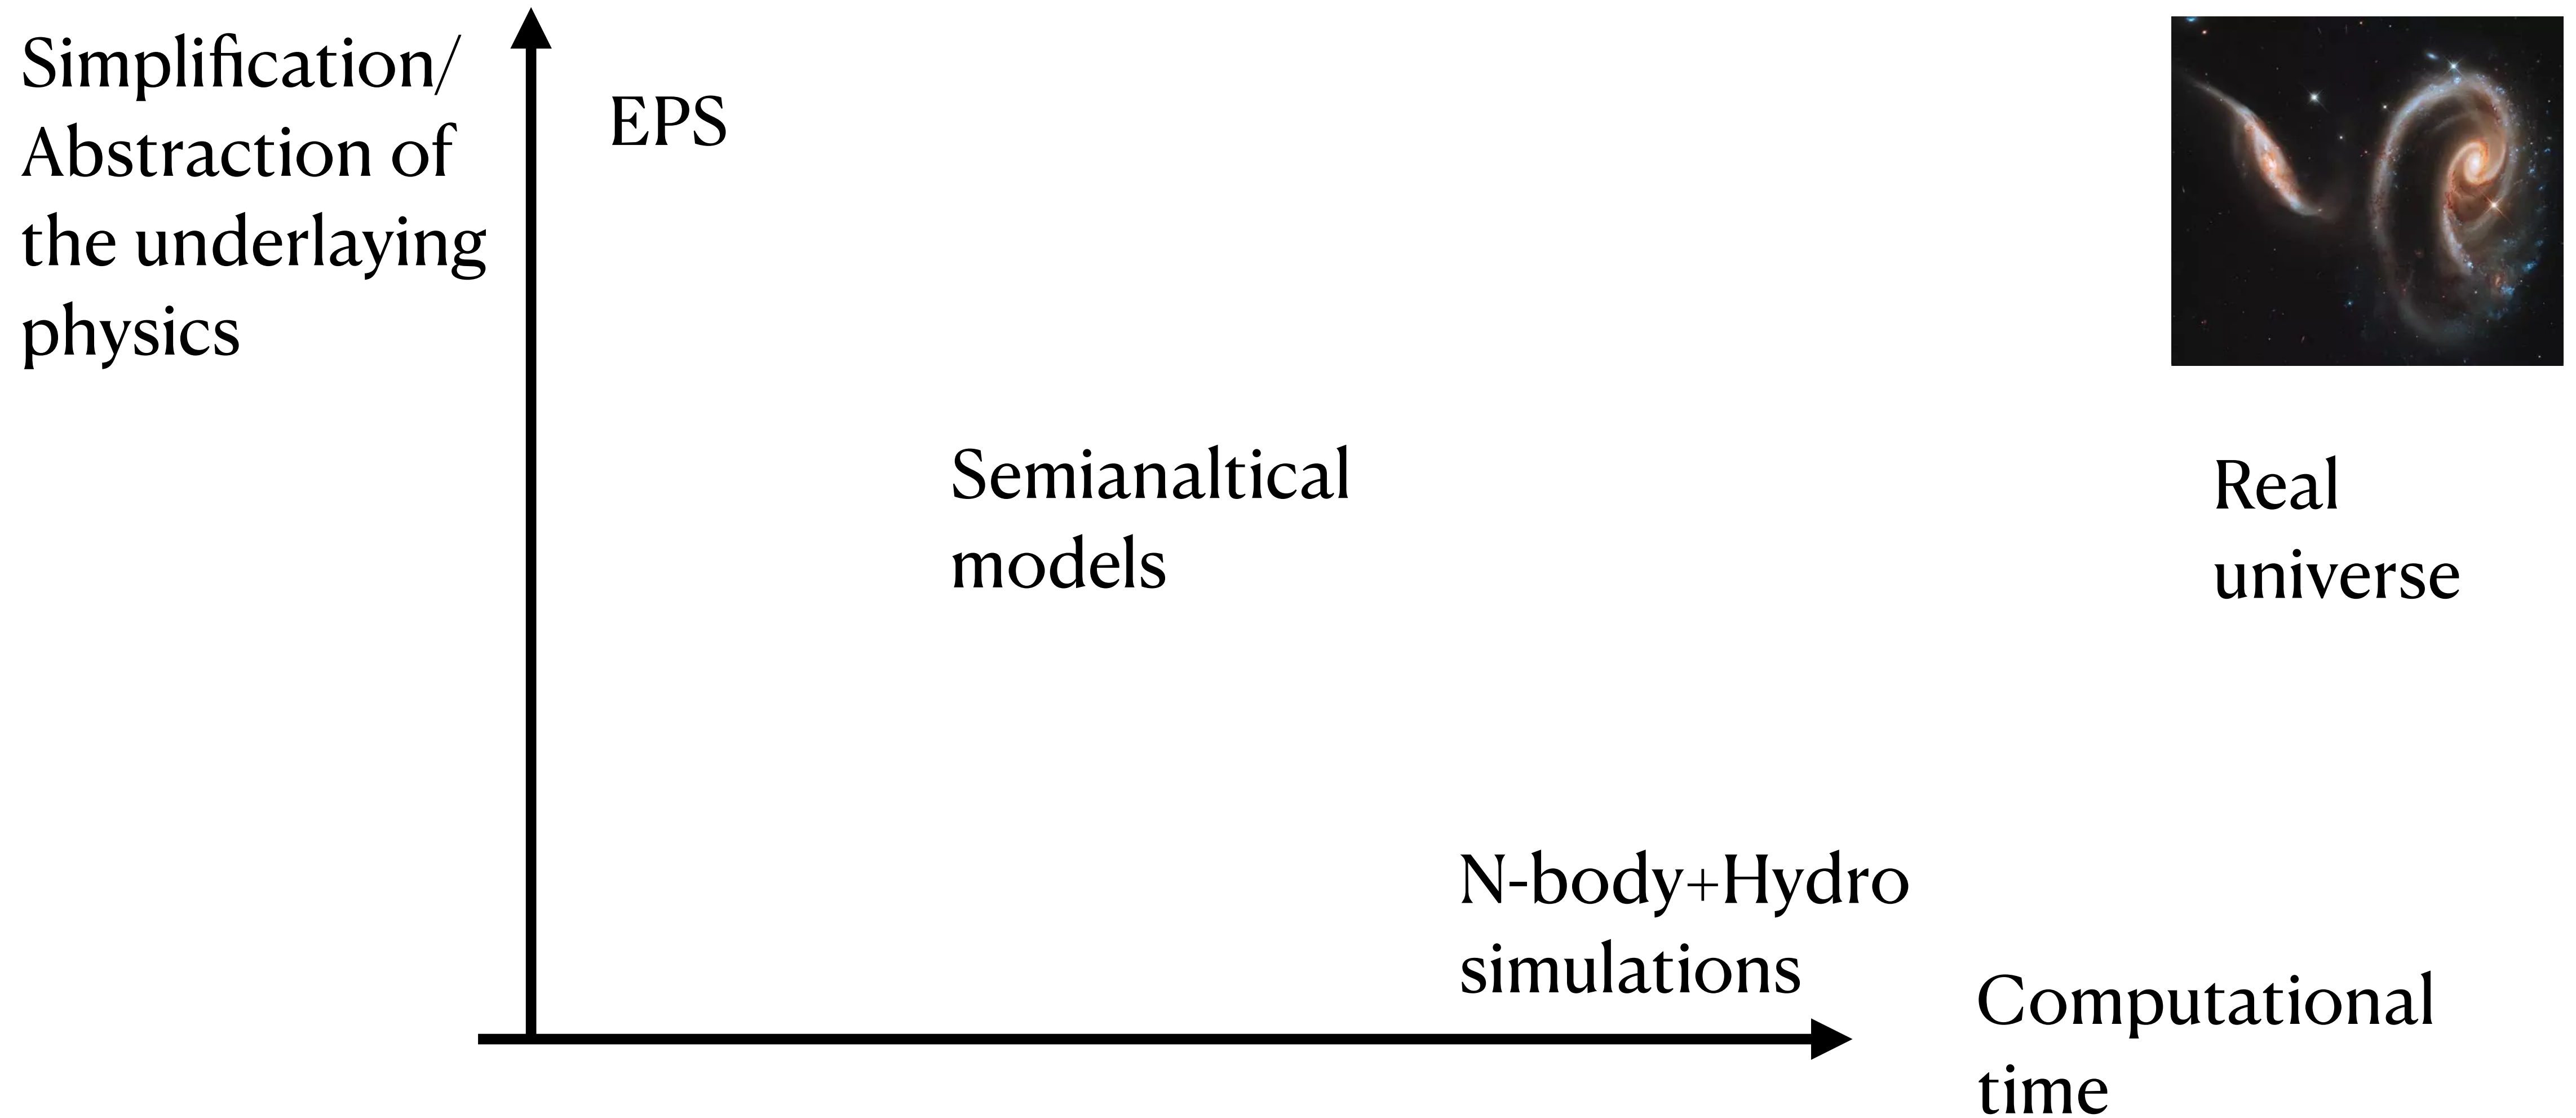 Simplification/
Abstraction of
the underlaying
physics
EPS
Semianaltical
models
Real
universe
N-body+Hydro
simulations
Computational
time